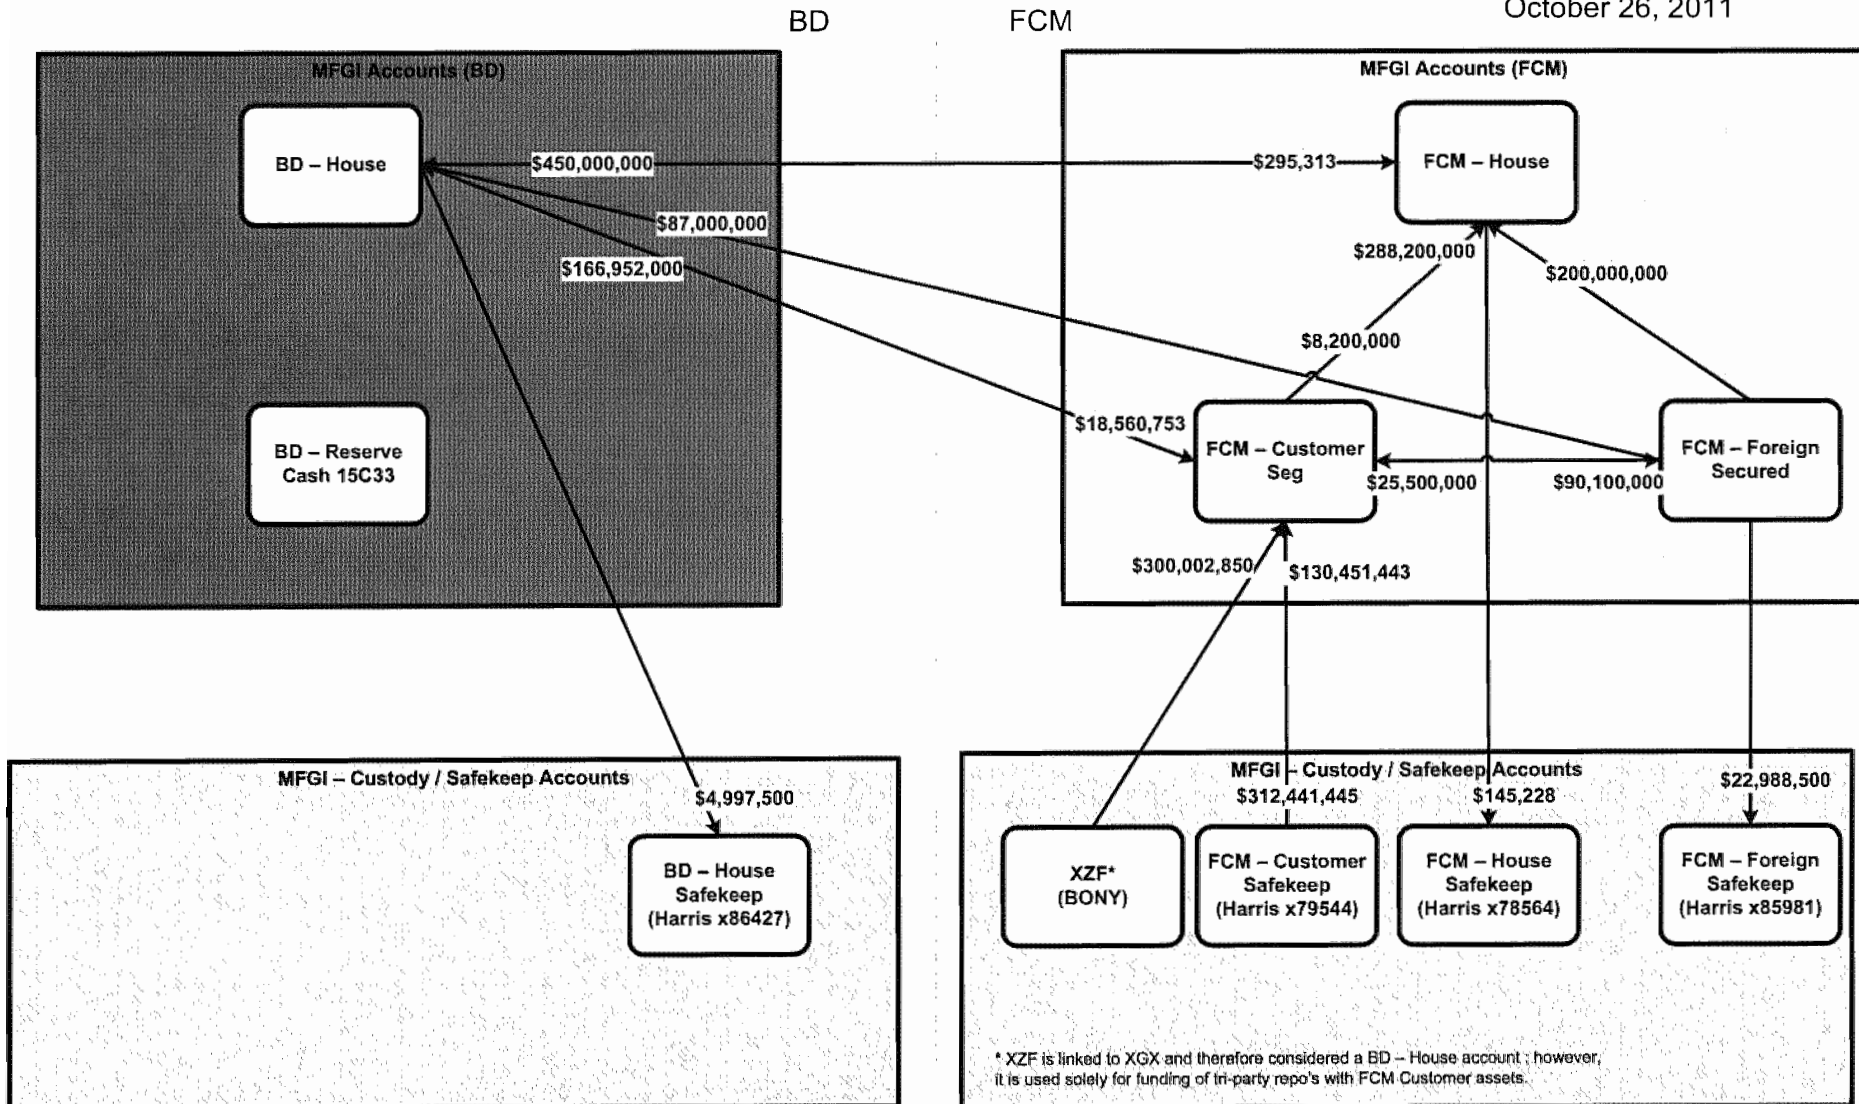 October 26, 2011
BD
FCM
MFGI Accounts (BD)
BD – House
BD – Reserve
Cash 15C33
$450,000,000
$87,000,000
$166,952,000
MFGI Accounts (FCM)
$295,313
FCM – House
$288,200,000
$200,000,000
$8,200,000
$18,560,753
FCM – Customer
Seg
$25,500,000
$90,100,000
FCM – Foreign
Secured
$300,002,850
$130,451,443
MFGI – Custody / Safekeep Accounts
$4,997,500
BD – House
Safekeep
(Harris x86427)
MFGI – Custody / Safekeep Accounts
$312,441,445
$145,228
$22,988,500
XZF*
(BONY)
FCM – Customer
Safekeep
(Harris x79544)
FCM – House
Safekeep
(Harris x78564)
FCM – Foreign
Safekeep
(Harris x85981)
* XZF is linked to XGX and therefore considered a BD – House account ; however,
it is used solely for funding of tri-party repo's with FCM Customer assets.